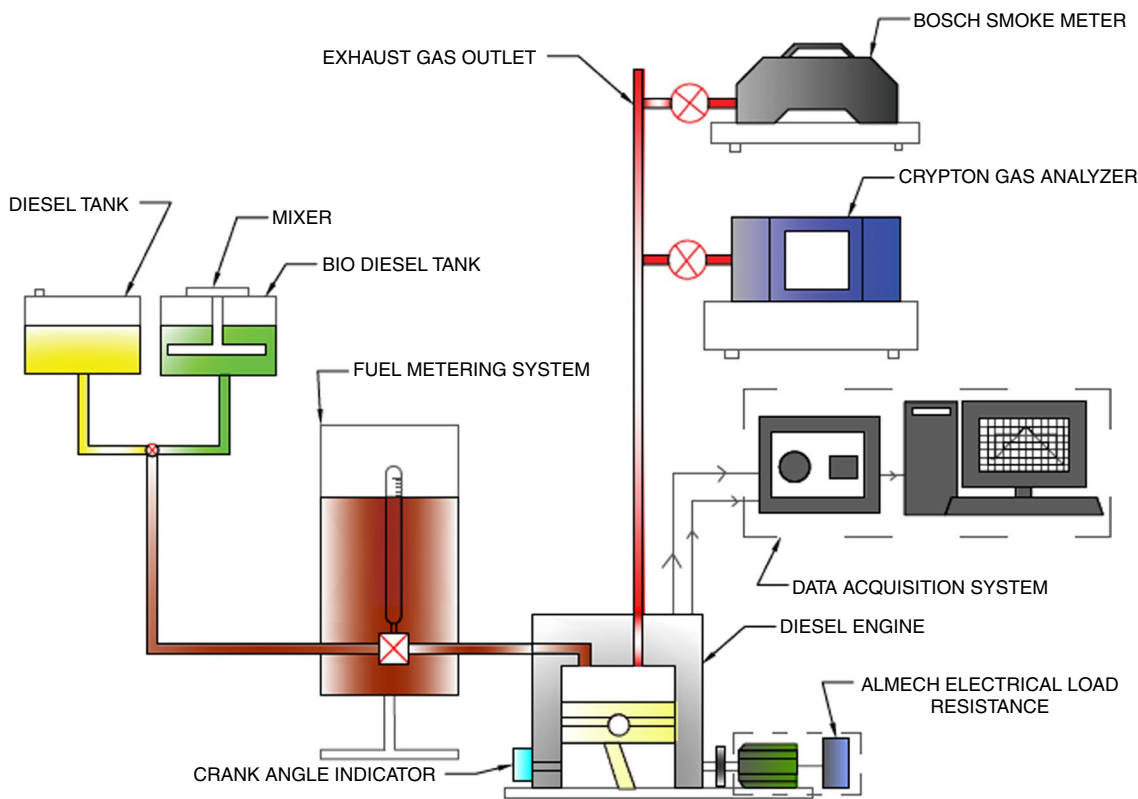 BOSCH SMOKE METER
EXHAUST GAS OUTLET
CRYPTON GAS ANALYZER
DIESEL TANK
MIXER
BIO DIESEL TANK
FUEL METERING SYSTEM
DATA ACQUISITION SYSTEM
DIESEL ENGINE
ALMECH ELECTRICAL LOAD
RESISTANCE
CRANK ANGLE INDICATOR